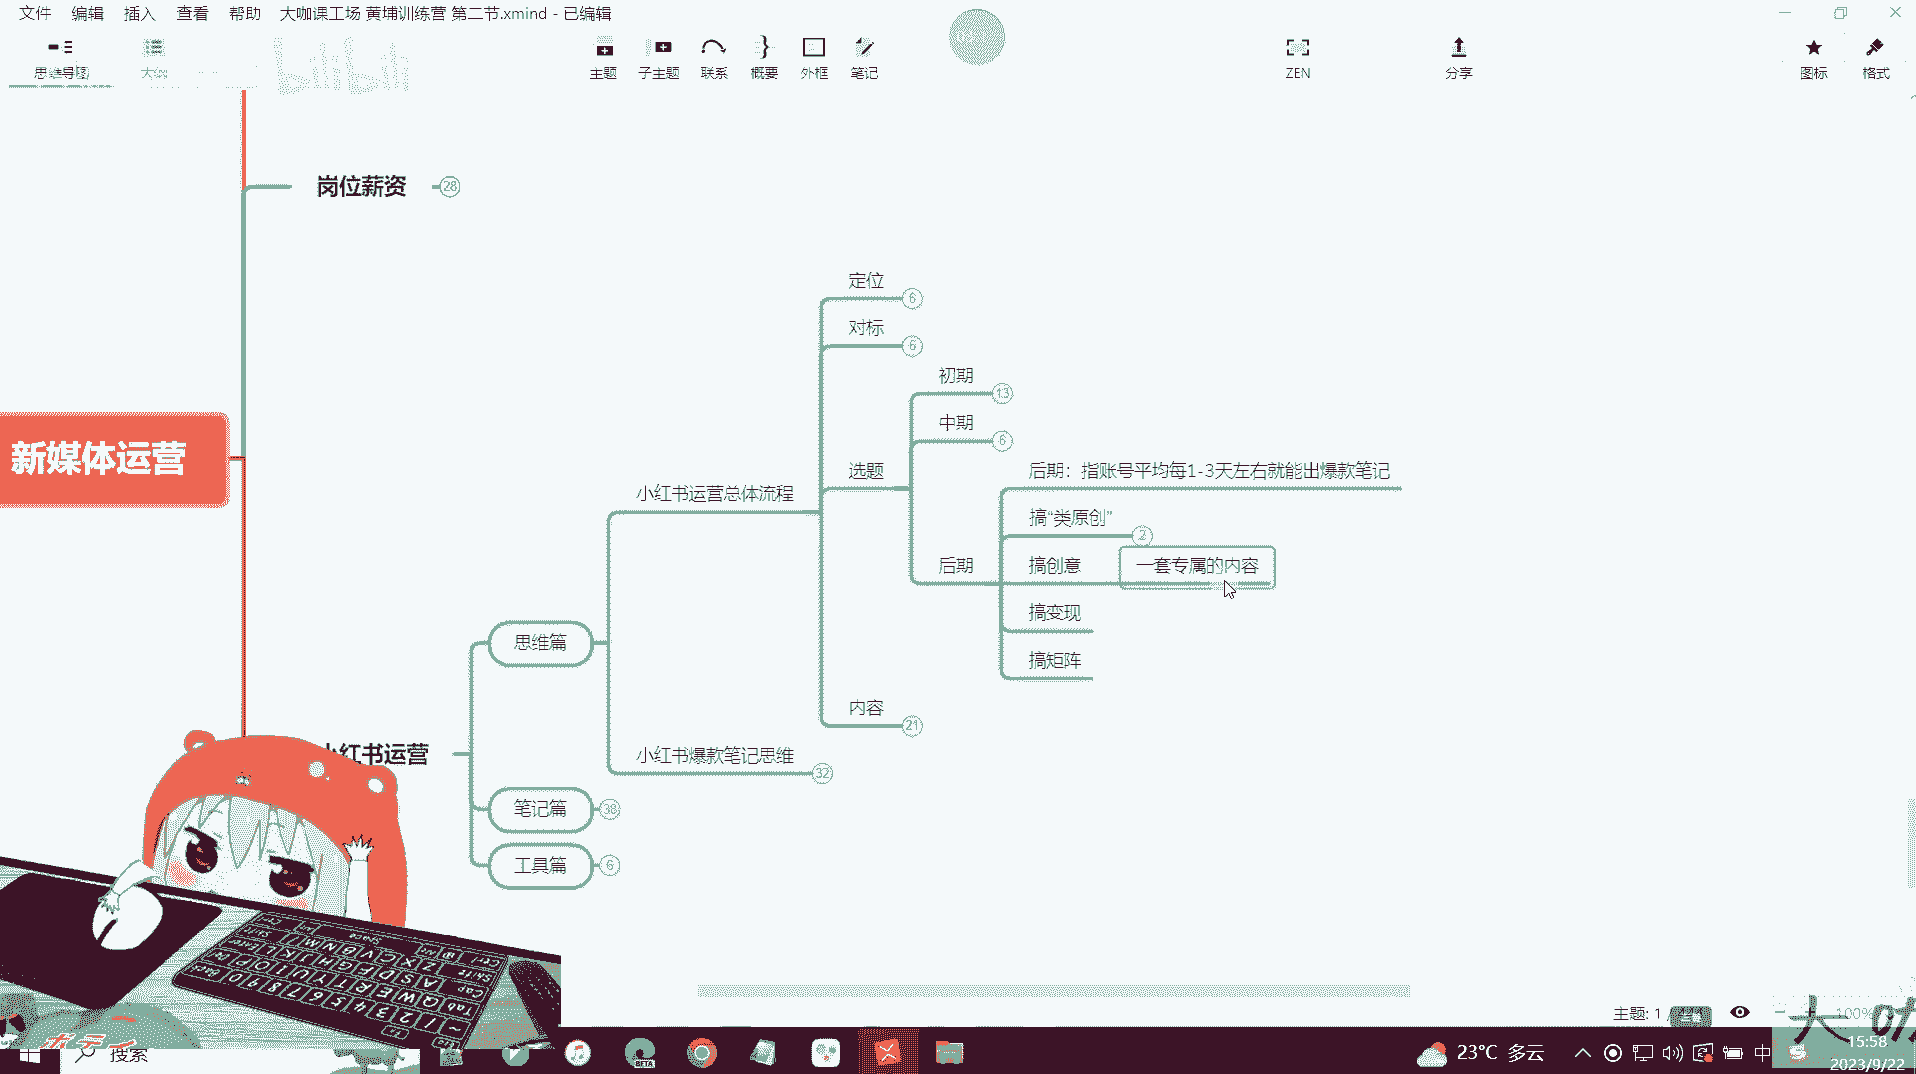 文件 编辑 插入 查看 帮助 大咖课工场 黄埔训练营 第二节.xmind - 已编辑
思维导图 大纲 主题 子主题 联系 概要 外框 笔记 ZEN 分享 图标 格式
bilibili
岗位薪资 28
定位 6
对标 6
初期 13
中期 6
新媒体运营
选题
后期：指账号平均每1-3天左右就能出爆款笔记
小红书运营总体流程
搞“类原创” 2
后期
搞创意
一套专属的内容
搞变现
思维篇
搞矩阵
内容 21
小红书运营
小红书爆款笔记思维 32
笔记篇 38
工具篇 6
主题: 1
100%
大咖
搜索
BETA
23°C 多云
中
15:58
2023/9/22